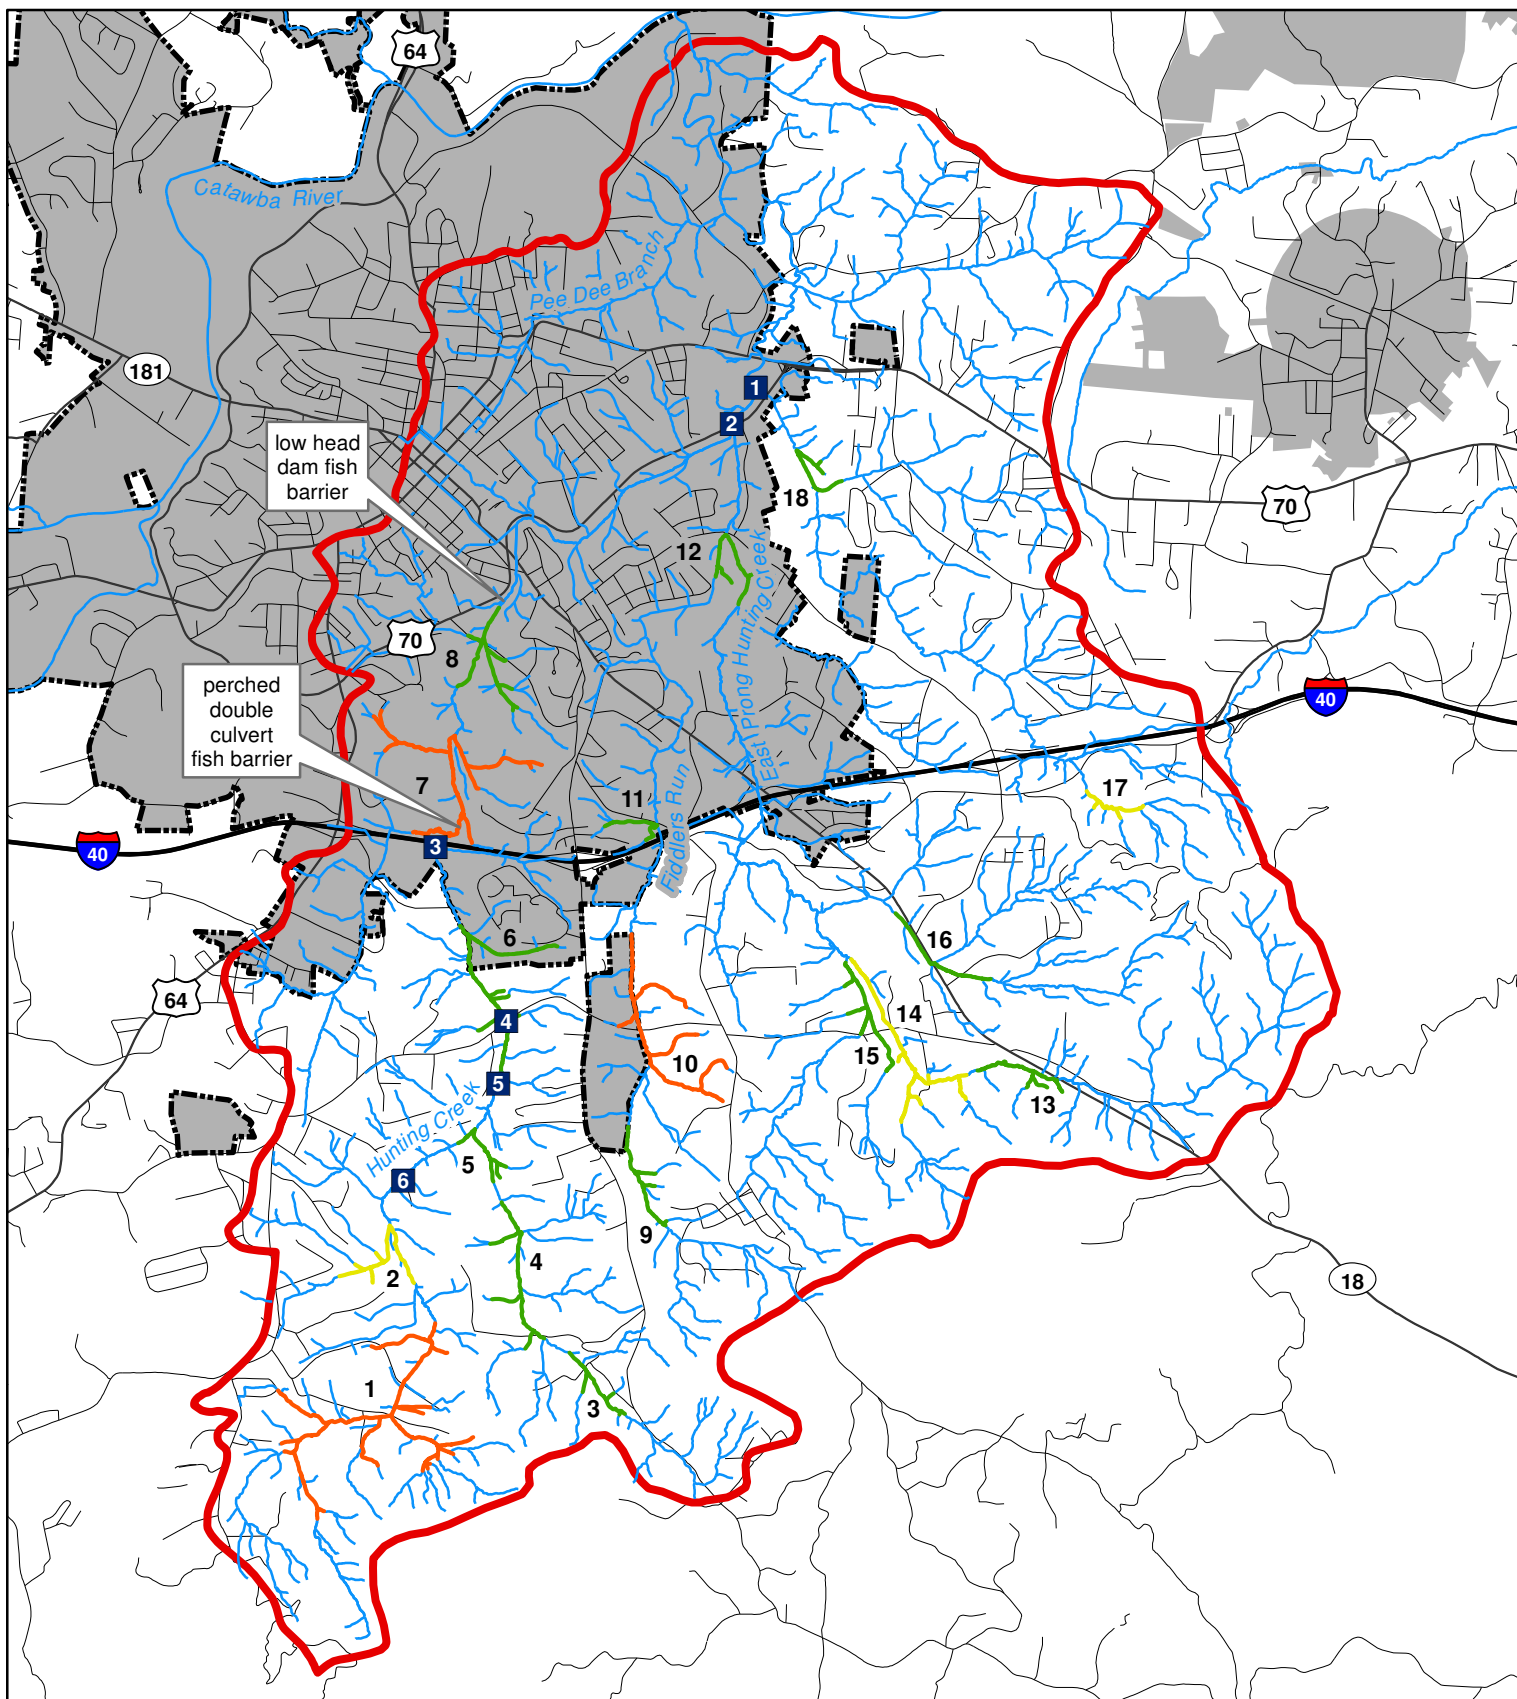 64
Catawba River
Pee Dee Branch
181
1
2
low head
dam fish
barrier
18
70
12
East Prong Hunting Creek
70
8
perched
double
culvert
fish barrier
40
7
17
11
Fiddlers Run
3
40
6
16
64
4
14
15
10
5
13
Hunting Creek
5
6
9
4
2
18
1
3